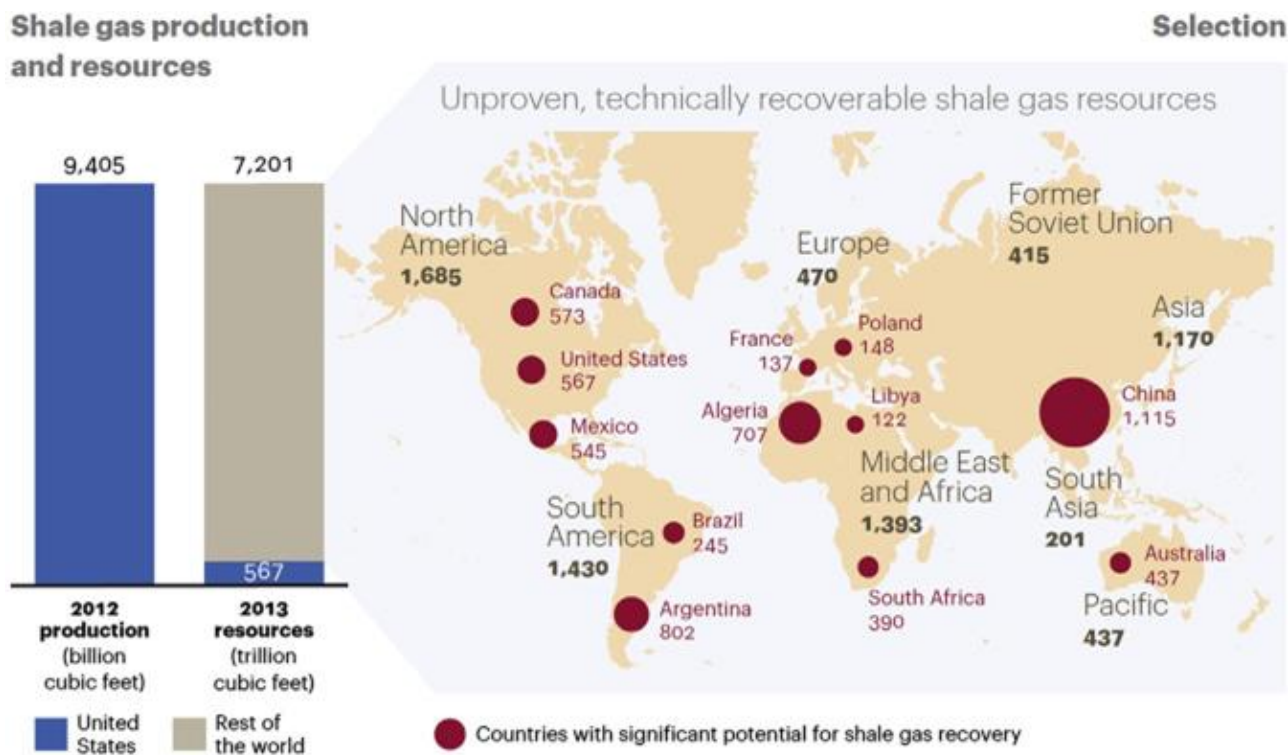 Shale gas production
and resources
Selection
Unproven, technically recoverable shale gas resources
9,405
7,201
567
2012
production
(billion
cubic feet)
2013
resources
(trillion
cubic feet)
United
States
Rest of
the world
North
America
1,685
Canada
573
United States
567
Mexico
545
South
America
1,430
Brazil
245
Argentina
802
Europe
470
France
137
Poland
148
Algeria
707
Libya
122
Middle East
and Africa
1,393
South Africa
390
Former
Soviet Union
415
Asia
1,170
China
1,115
South
Asia
201
Australia
437
Pacific
437
Countries with significant potential for shale gas recovery